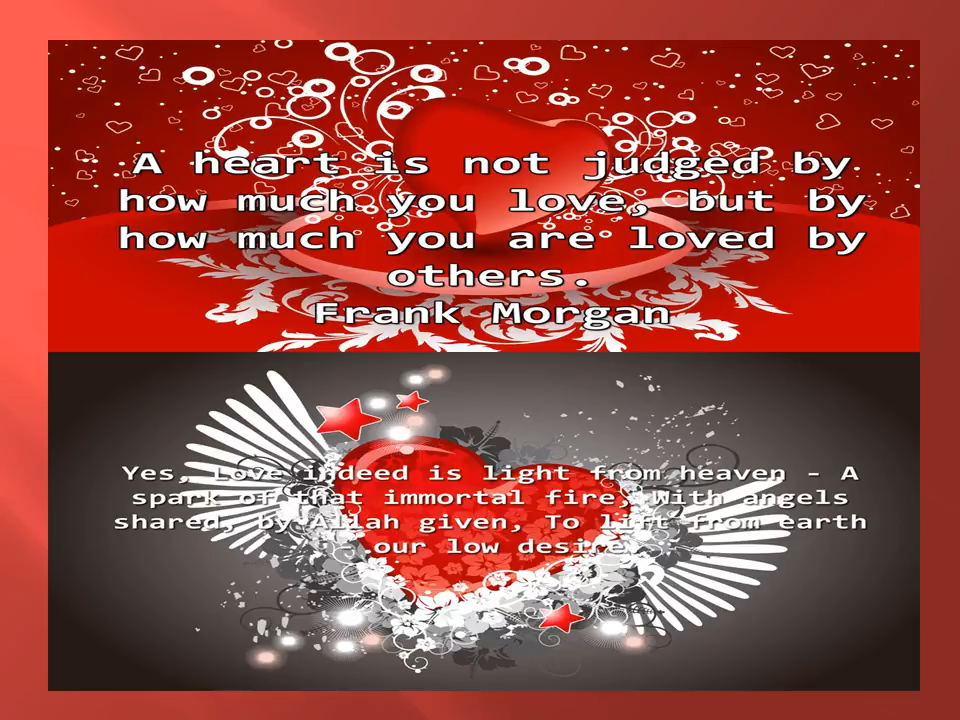 A heart is not judged by
how much you love, but by
how much you are loved by
others.
Frank Morgan
Yes, Love indeed is light from heaven - A
spark of that immortal fire, With angels
shared, by Allah given, To lift from earth
our low desire.